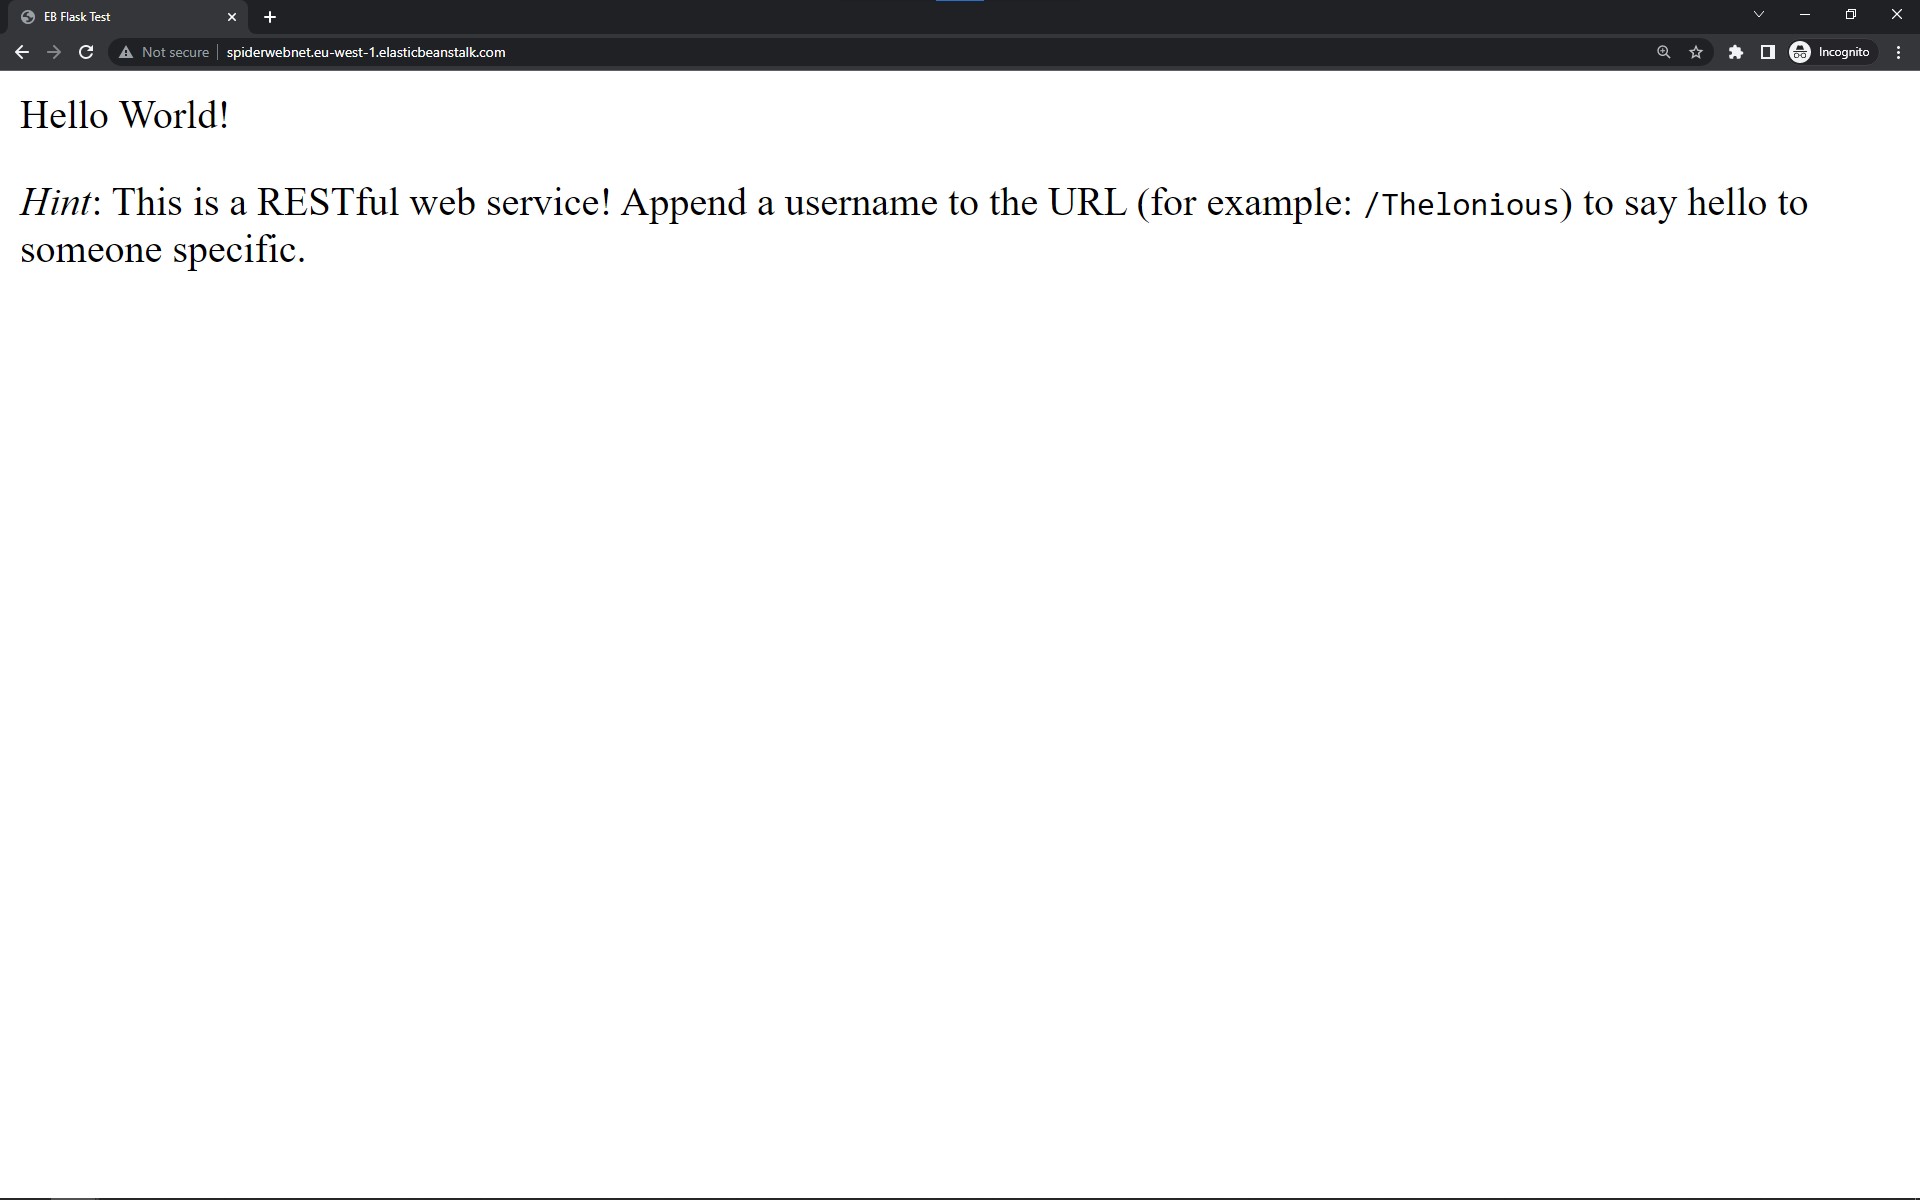 EB Flask Test
Not secure spiderwebnet.eu-west-1.elasticbeanstalk.com Incognito
Hello World!
Hint: This is a RESTful web service! Append a username to the URL (for example: /Thelonious) to say hello to
someone specific.